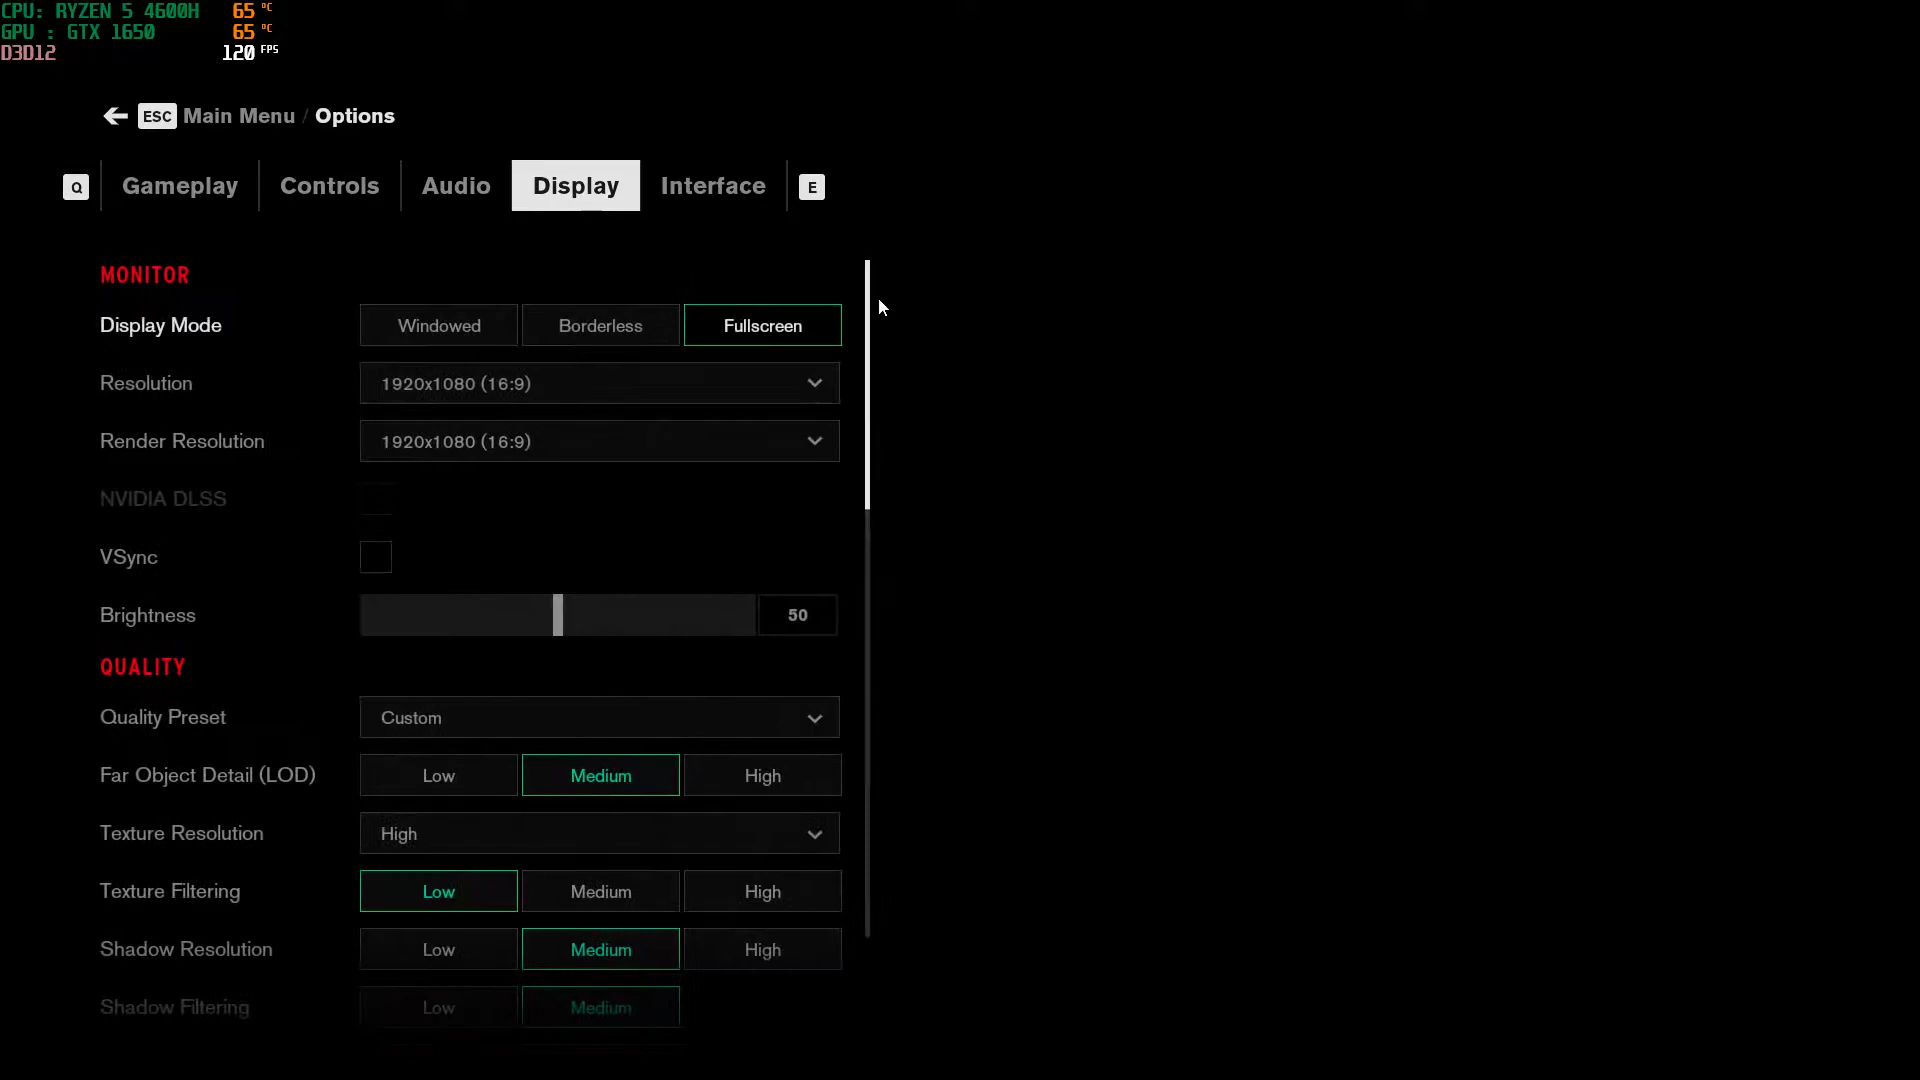 CPU: RYZEN 5 4600H 65 °C
GPU : GTX 1650 65 °C
D3D12 120 FPS
ESC Main Menu / Options
Q Gameplay Controls Audio Display Interface E
MONITOR
Display Mode Windowed Borderless Fullscreen
Resolution 1920x1080 (16:9)
Render Resolution 1920x1080 (16:9)
NVIDIA DLSS
VSync
Brightness 50
QUALITY
Quality Preset Custom
Far Object Detail (LOD) Low Medium High
Texture Resolution High
Texture Filtering Low Medium High
Shadow Resolution Low Medium High
Shadow Filtering Low Medium